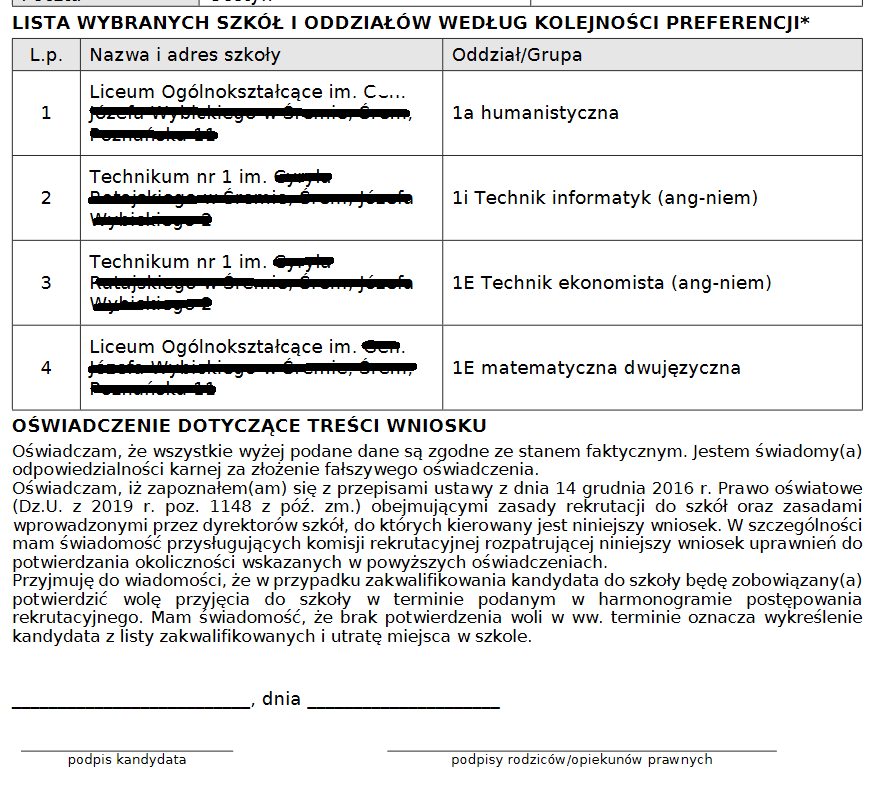 LISTA WYBRANYCH SZKÓŁ I ODDZIAŁÓW WEDŁUG KOLEJNOŚCI PREFERENCJI*
L.p. Nazwa i adres szkoły Oddział/Grupa
1 Liceum Ogólnokształcące im. 1a humanistyczna
2 Technikum nr 1 im. 1i Technik informatyk (ang-niem)
3 Technikum nr 1 im. 1E Technik ekonomista (ang-niem)
4 Liceum Ogólnokształcące im. 1E matematyczna dwujęzyczna
OŚWIADCZENIE DOTYCZĄCE TREŚCI WNIOSKU
Oświadczam, że wszystkie wyżej podane dane są zgodne ze stanem faktycznym. Jestem świadomy(a)
odpowiedzialności karnej za złożenie fałszywego oświadczenia.
Oświadczam, iż zapoznałem(am) się z przepisami ustawy z dnia 14 grudnia 2016 r. Prawo oświatowe
(Dz.U. z 2019 r. poz. 1148 z póź. zm.) obejmującymi zasady rekrutacji do szkół oraz zasadami
wprowadzonymi przez dyrektorów szkół, do których kierowany jest niniejszy wniosek. W szczególności
mam świadomość przysługujących komisji rekrutacyjnej rozpatrującej niniejszy wniosek uprawnień do
potwierdzania okoliczności wskazanych w powyższych oświadczeniach.
Przyjmuję do wiadomości, że w przypadku zakwalifikowania kandydata do szkoły będę zobowiązany(a)
potwierdzić wolę przyjęcia do szkoły w terminie podanym w harmonogramie postępowania
rekrutacyjnego. Mam świadomość, że brak potwierdzenia woli w ww. terminie oznacza wykreślenie
kandydata z listy zakwalifikowanych i utratę miejsca w szkole.
, dnia
podpis kandydata podpisy rodziców/opiekunów prawnych